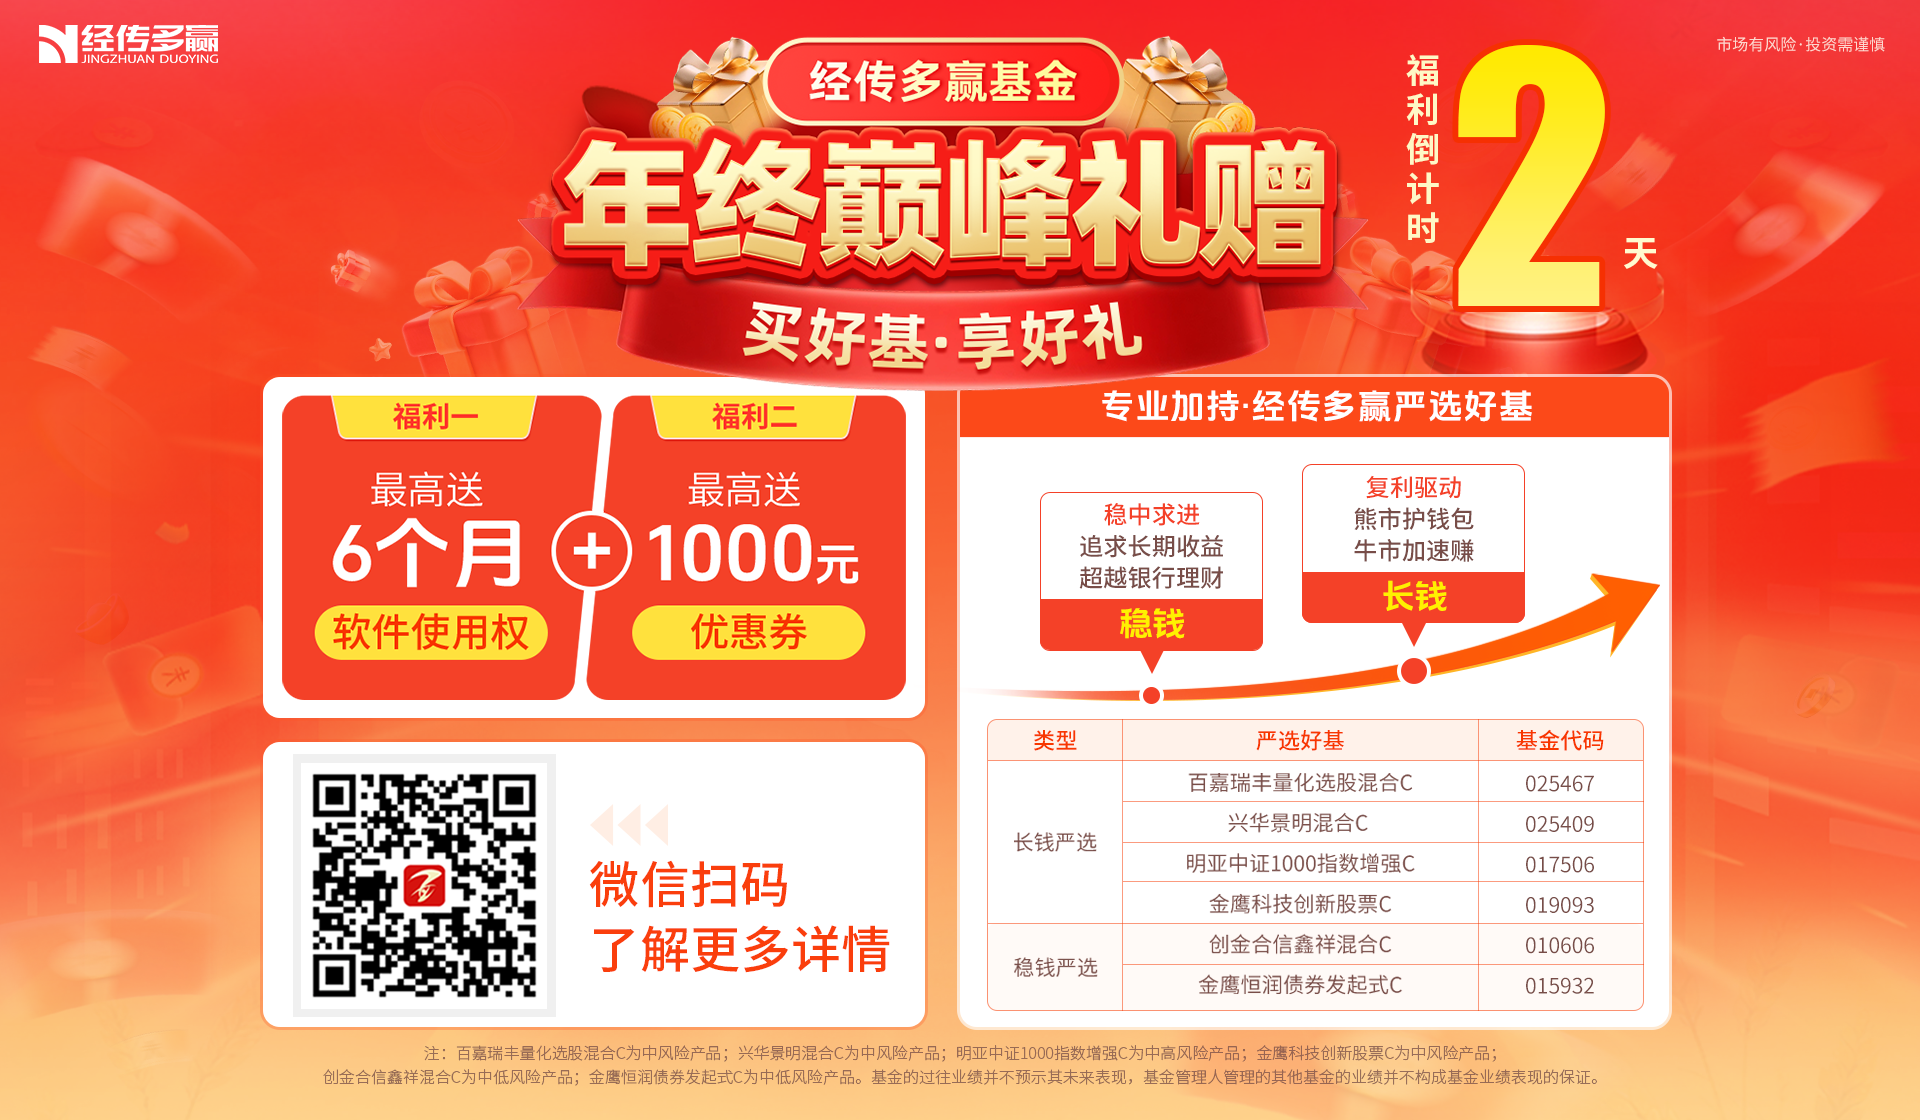 经传多赢
JINGZHUAN DUOYING
市场有风险·投资需谨慎
经传多赢基金
年终巅峰礼赠
买好基·享好礼
福利倒计时
2
天
福利一
最高送
6个月
软件使用权
+
福利二
最高送
1000元
优惠券
微信扫码
了解更多详情
专业加持·经传多赢严选好基
稳中求进
追求长期收益
超越银行理财
稳钱
复利驱动
熊市护钱包
牛市加速赚
长钱
类型 严选好基 基金代码
长钱严选
百嘉瑞丰量化选股混合C 025467
兴华景明混合C 025409
明亚中证1000指数增强C 017506
金鹰科技创新股票C 019093
稳钱严选
创金合信鑫祥混合C 010606
金鹰恒润债券发起式C 015932
注：百嘉瑞丰量化选股混合C为中风险产品；兴华景明混合C为中风险产品；明亚中证1000指数增强C为中高风险产品；金鹰科技创新股票C为中风险产品；
创金合信鑫祥混合C为中低风险产品；金鹰恒润债券发起式C为中低风险产品。基金的过往业绩并不预示其未来表现，基金管理人管理的其他基金的业绩并不构成基金业绩表现的保证。